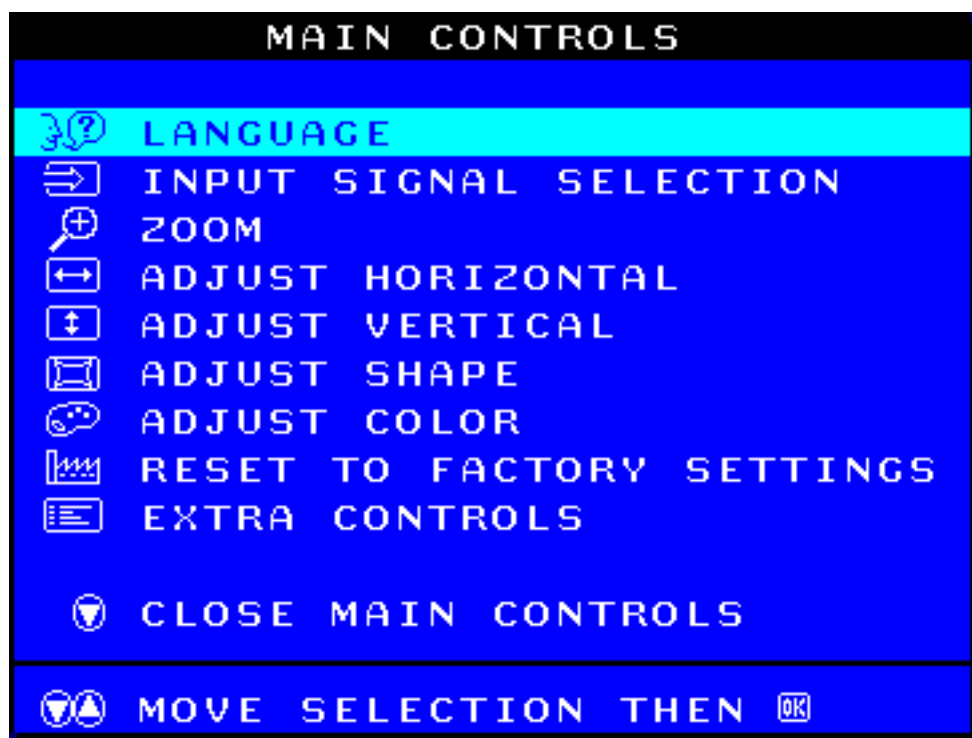 MAIN CONTROLS
LANGUAGE
INPUT SIGNAL SELECTION
ZOOM
ADJUST HORIZONTAL
ADJUST VERTICAL
ADJUST SHAPE
ADJUST COLOR
RESET TO FACTORY SETTINGS
EXTRA CONTROLS
CLOSE MAIN CONTROLS
MOVE SELECTION THEN OK